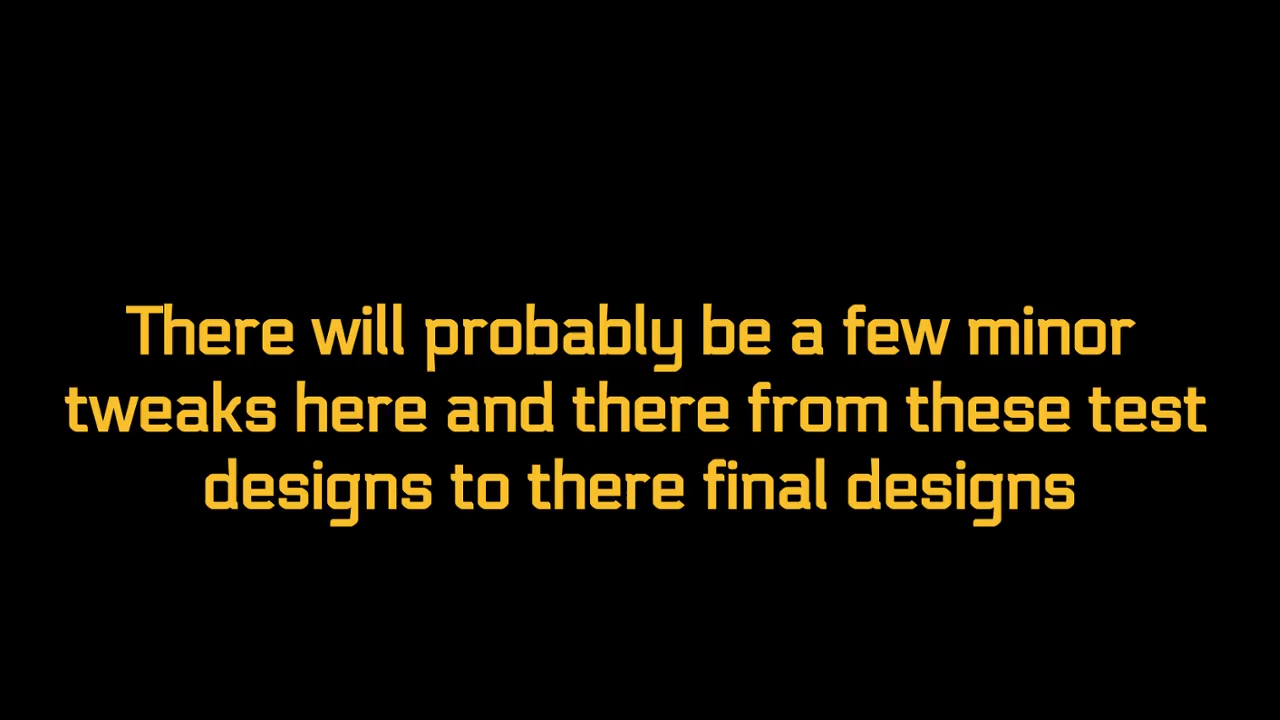 There will probably be a few minor
tweaks here and there from these test
designs to there final designs